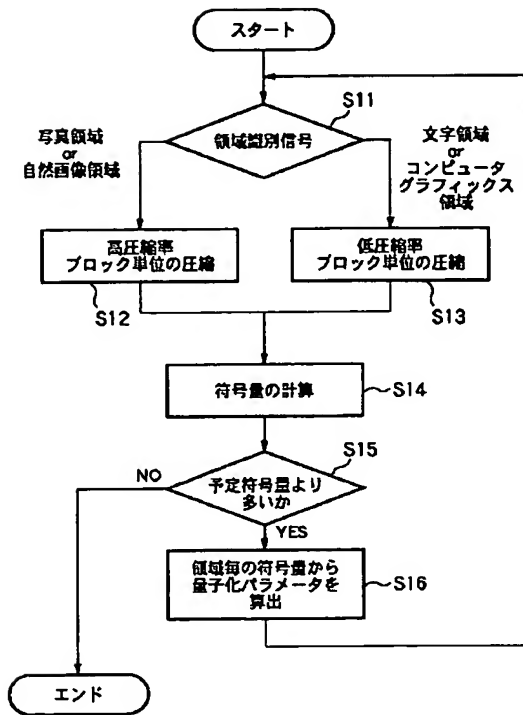 スタート
S11
領域識別信号
写真領域
or
自然画像領域
文字領域
or
コンピュータ
グラフィックス
領域
高圧縮率
ブロック単位の圧縮
S12
低圧縮率
ブロック単位の圧縮
S13
符号量の計算
S14
S15
予定符号量より
多いか
NO
YES
領域毎の符号量から
量子化パラメータを
算出
S16
エンド